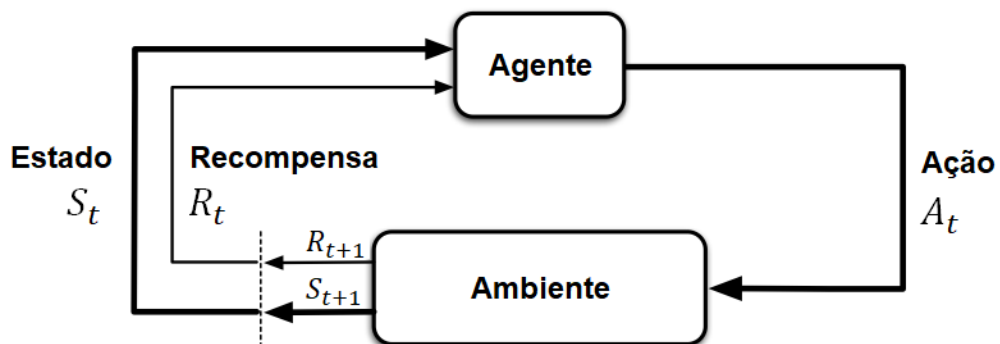 Agente
Estado
S_t
Recompensa
R_t
Ação
A_t
R_{t+1}
S_{t+1}
Ambiente